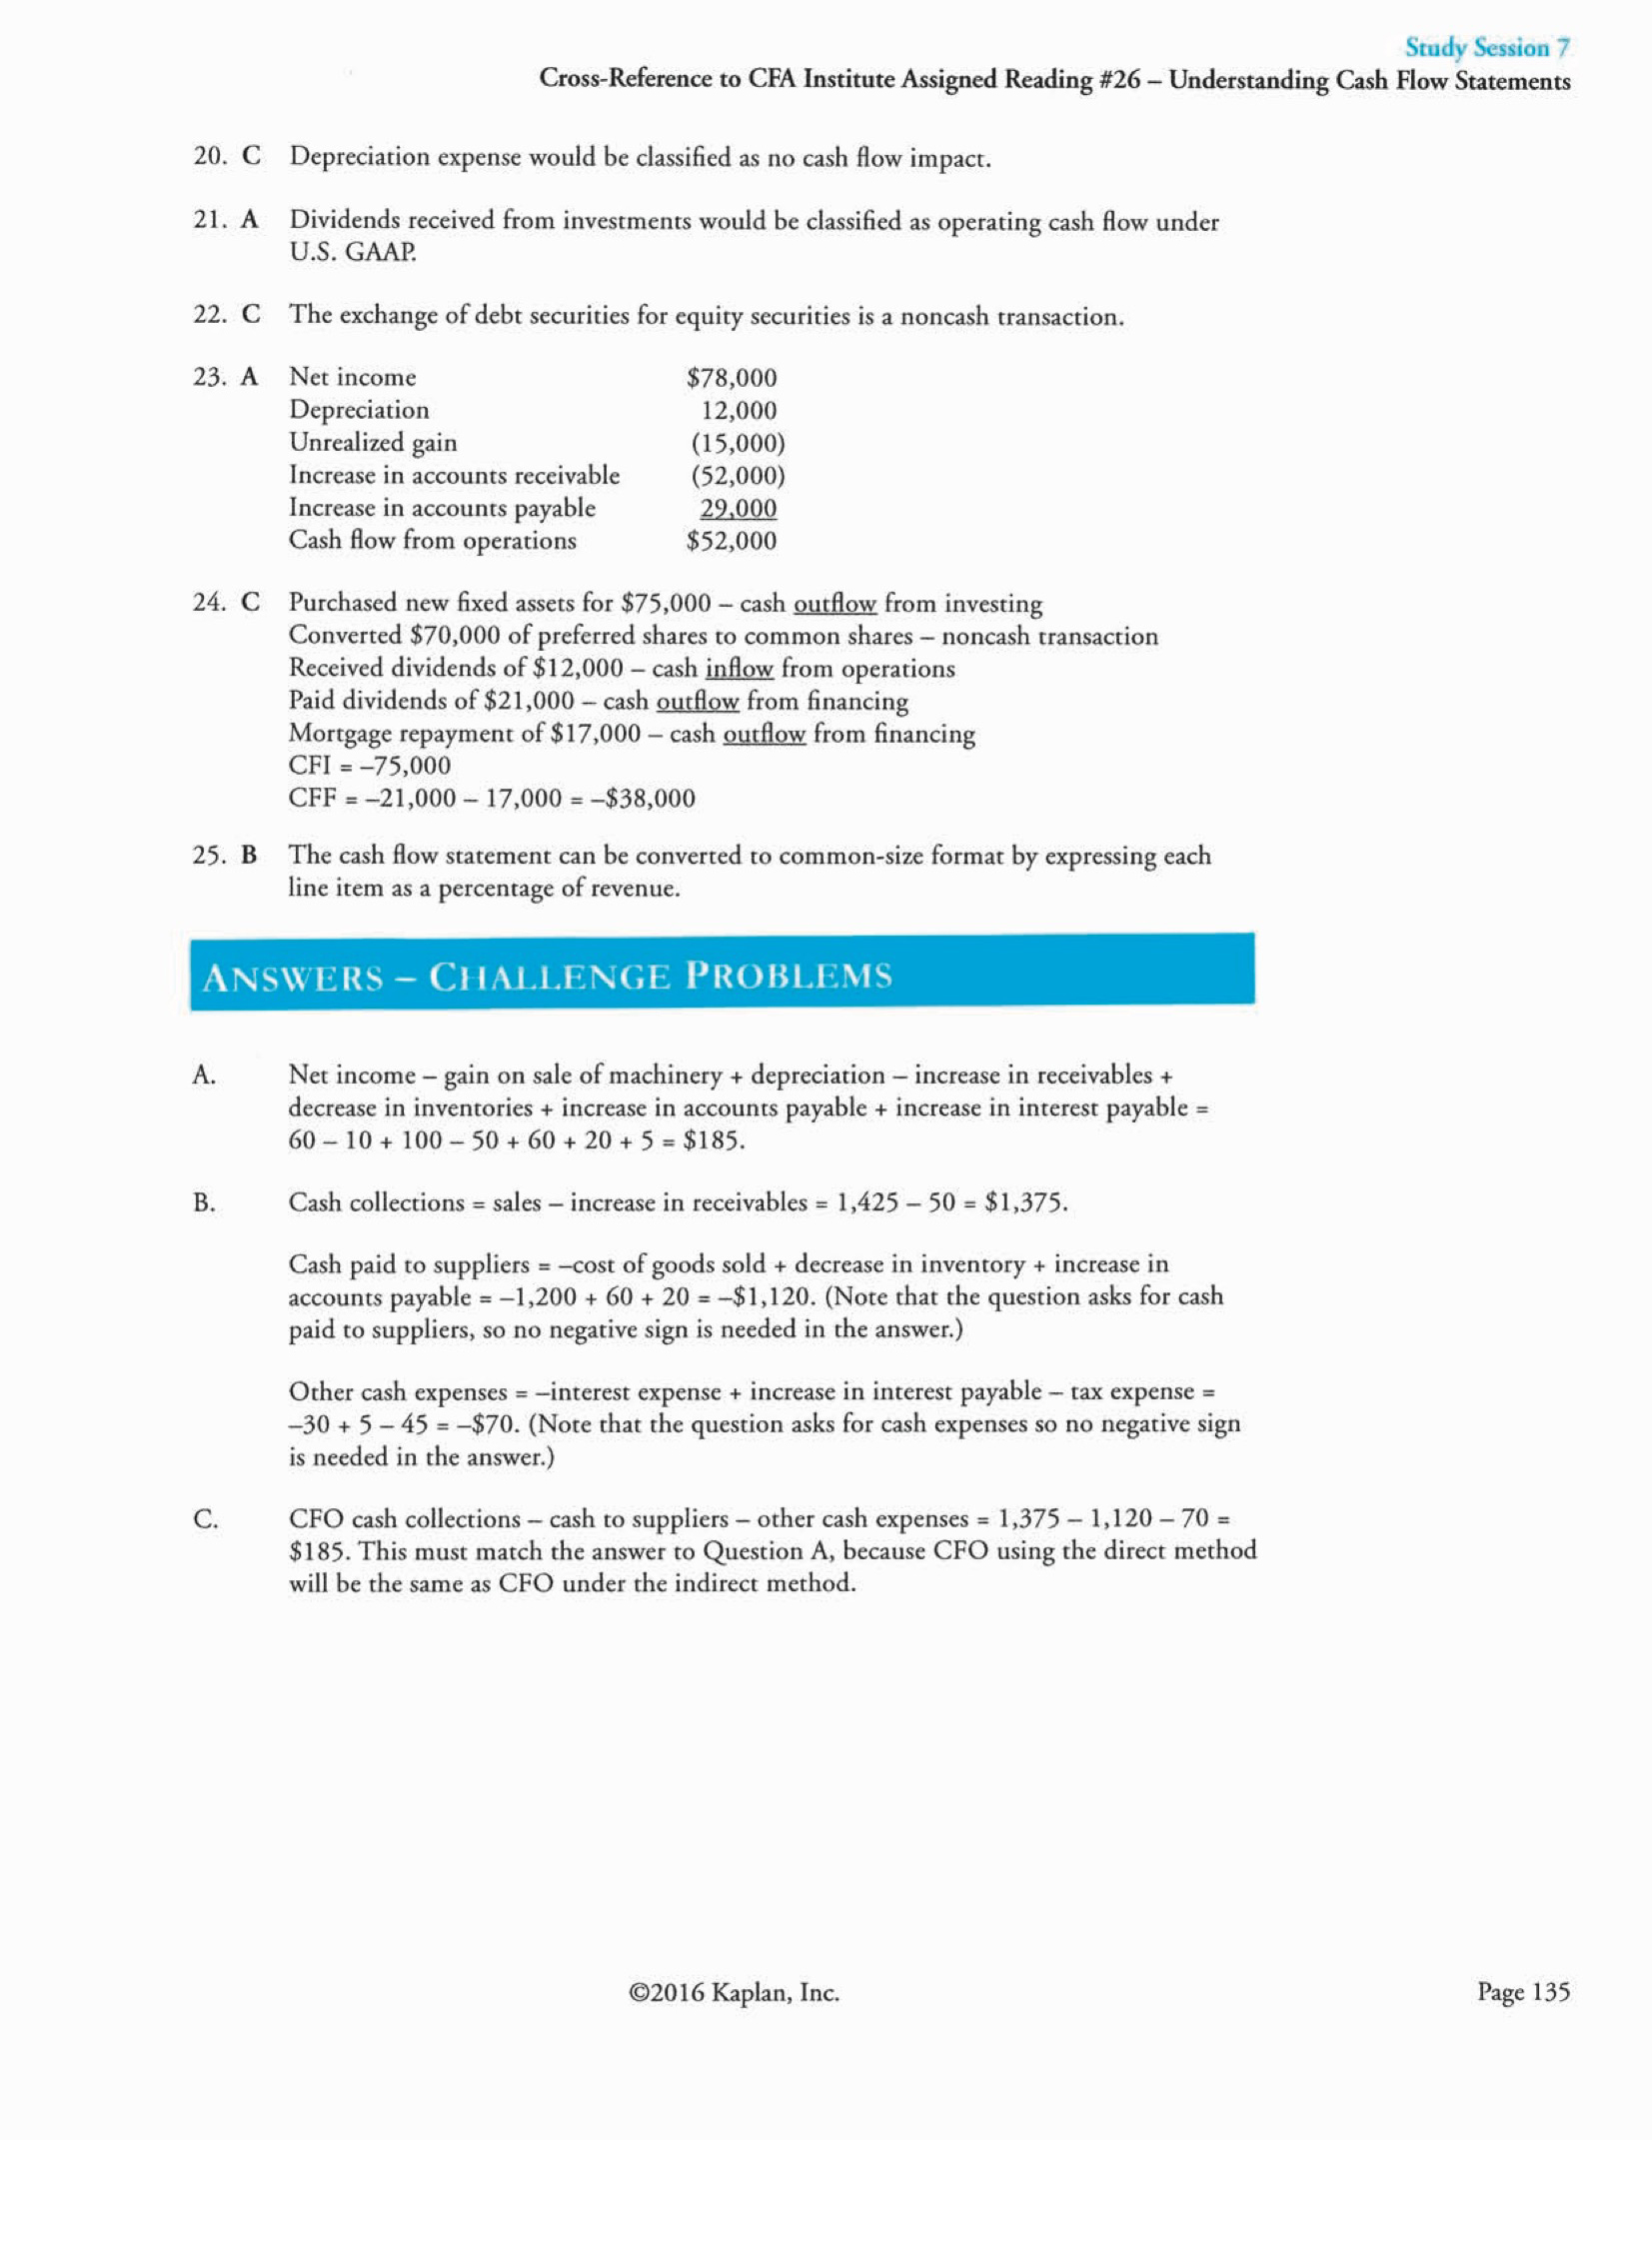 Study Session 7
Cross-Reference to CFA Institute Assigned Reading #26 – Understanding Cash Flow Statements
20. C Depreciation expense would be classified as no cash flow impact.
21. A Dividends received from investments would be classified as operating cash flow under
U.S. GAAP.
22. C The exchange of debt securities for equity securities is a noncash transaction.
23. A Net income $78,000
Depreciation 12,000
Unrealized gain (15,000)
Increase in accounts receivable (52,000)
Increase in accounts payable 29,000
Cash flow from operations $52,000
24. C Purchased new fixed assets for $75,000 – cash outflow from investing
Converted $70,000 of preferred shares to common shares – noncash transaction
Received dividends of $12,000 – cash inflow from operations
Paid dividends of $21,000 – cash outflow from financing
Mortgage repayment of $17,000 – cash outflow from financing
CFI = –75,000
CFF = –21,000 – 17,000 = –$38,000
25. B The cash flow statement can be converted to common-size format by expressing each
line item as a percentage of revenue.
ANSWERS – CHALLENGE PROBLEMS
A. Net income – gain on sale of machinery + depreciation – increase in receivables +
decrease in inventories + increase in accounts payable + increase in interest payable =
60 – 10 + 100 – 50 + 60 + 20 + 5 = $185.
B. Cash collections = sales – increase in receivables = 1,425 – 50 = $1,375.
Cash paid to suppliers = –cost of goods sold + decrease in inventory + increase in
accounts payable = –1,200 + 60 + 20 = –$1,120. (Note that the question asks for cash
paid to suppliers, so no negative sign is needed in the answer.)
Other cash expenses = –interest expense + increase in interest payable – tax expense =
–30 + 5 – 45 = –$70. (Note that the question asks for cash expenses so no negative sign
is needed in the answer.)
C. CFO cash collections – cash to suppliers – other cash expenses = 1,375 – 1,120 – 70 =
$185. This must match the answer to Question A, because CFO using the direct method
will be the same as CFO under the indirect method.
©2016 Kaplan, Inc.
Page 135